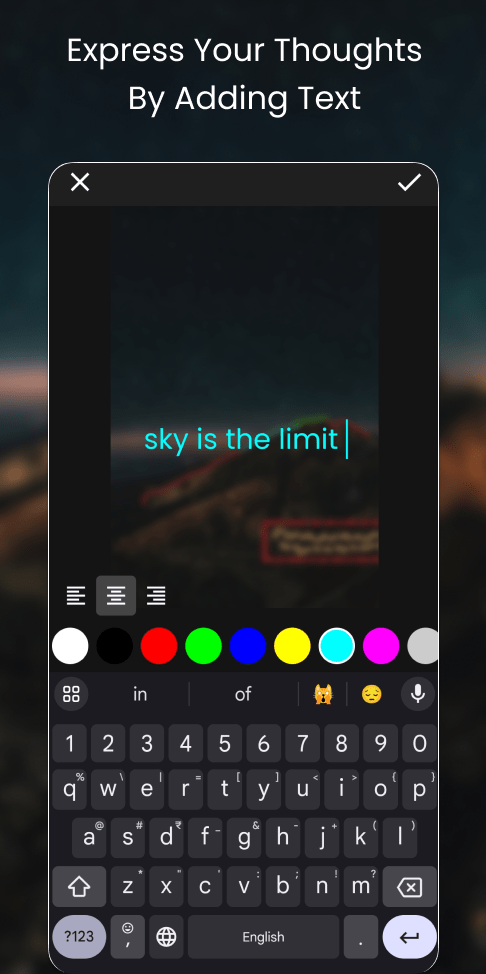 Express Your Thoughts
By Adding Text
sky is the limit
in of 🙀 😔
1 2 3 4 5 6 7 8 9 0
q% w\ e| r= t[ y] u< i> o{ p}
a@ s# d₹ f- g& h- j+ k( l)
z* x" c' v: b; n! m?
?123 , English .